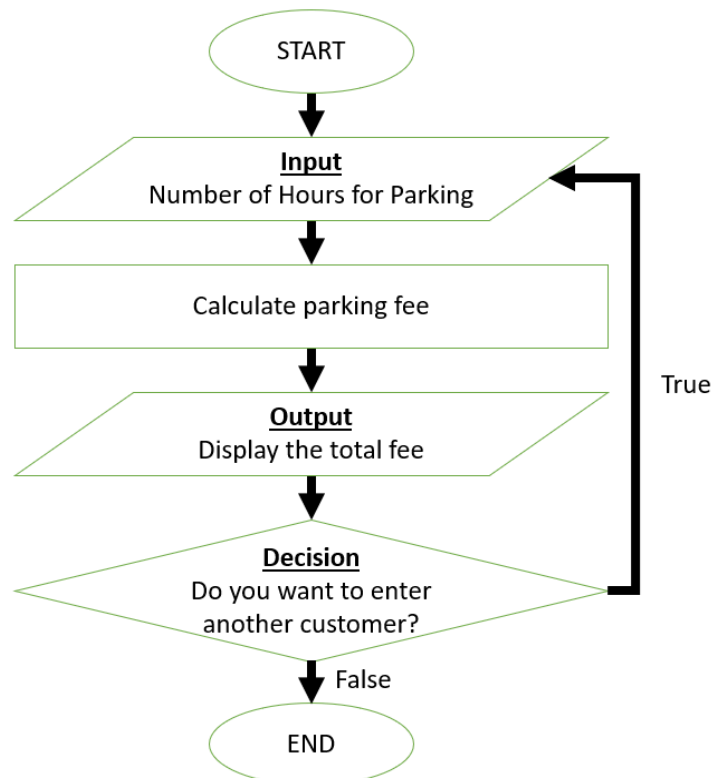 START
Input
Number of Hours for Parking
Calculate parking fee
True
Output
Display the total fee
Decision
Do you want to enter
another customer?
False
END